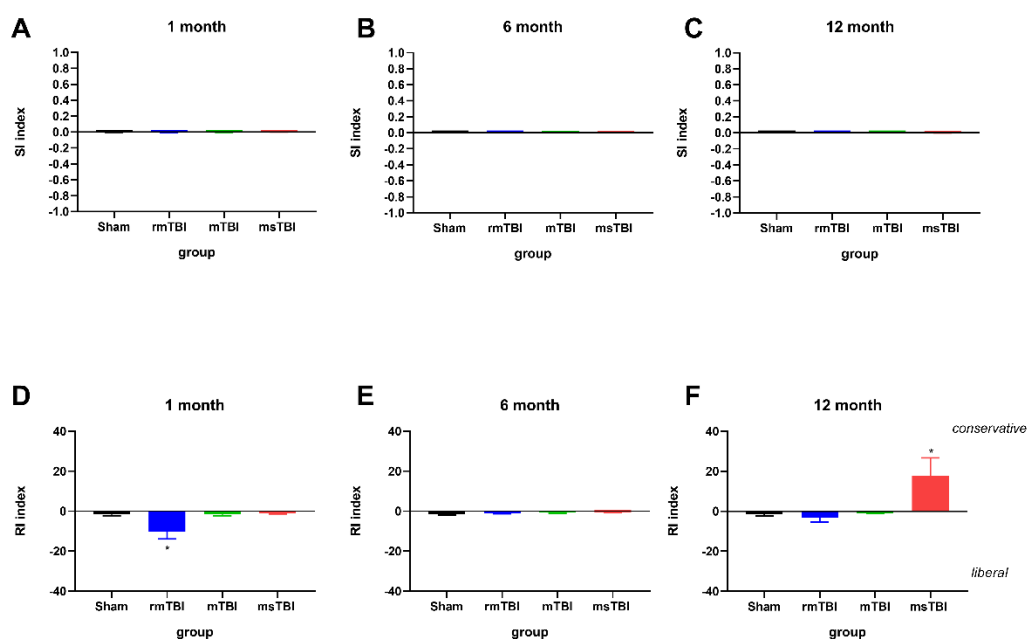 A
1 month
SI index
1.0
0.8
0.6
0.4
0.2
0.0
-0.2
-0.4
-0.6
-0.8
-1.0
Sham rmTBI mTBI msTBI
group
B
6 month
SI index
1.0
0.8
0.6
0.4
0.2
0.0
-0.2
-0.4
-0.6
-0.8
-1.0
Sham rmTBI mTBI msTBI
group
C
12 month
SI index
1.0
0.8
0.6
0.4
0.2
0.0
-0.2
-0.4
-0.6
-0.8
-1.0
Sham rmTBI mTBI msTBI
group
D
1 month
RI index
40
20
0
-20
-40
*
Sham rmTBI mTBI msTBI
group
E
6 month
RI index
40
20
0
-20
-40
Sham rmTBI mTBI msTBI
group
F
12 month
RI index
40
20
0
-20
-40
*
conservative
liberal
Sham rmTBI mTBI msTBI
group